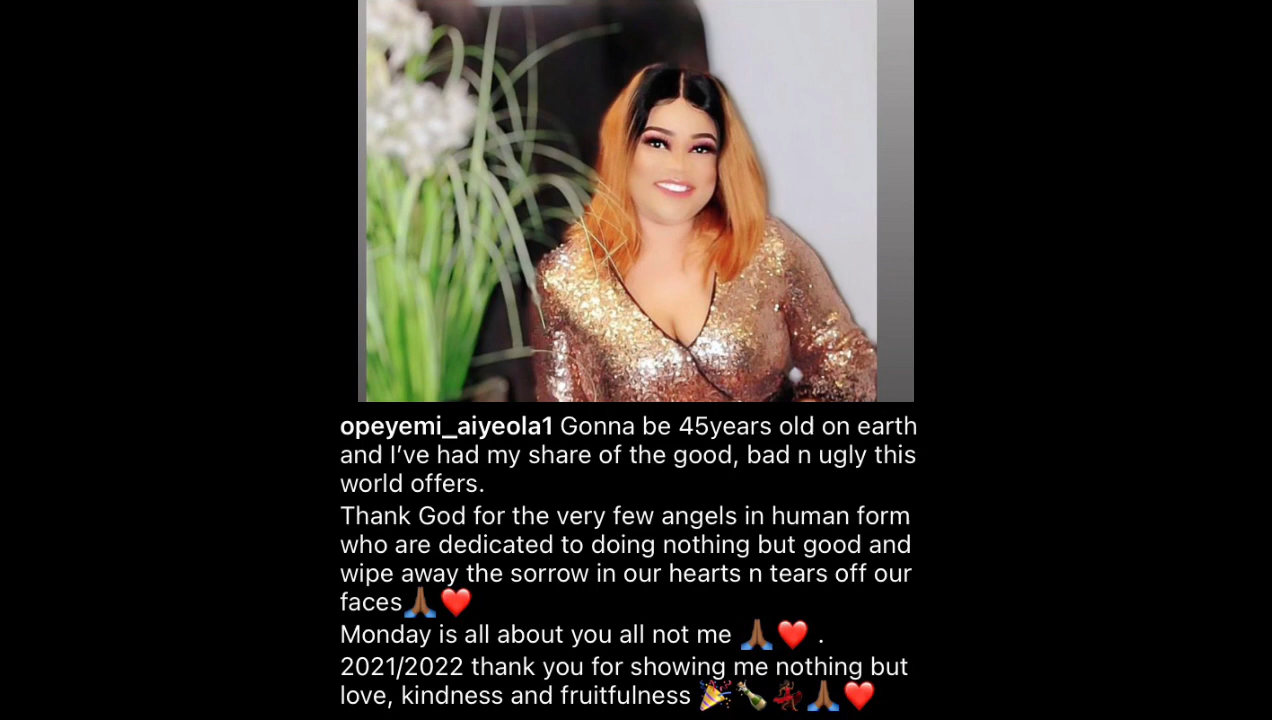 opeyemi_aiyeola1 Gonna be 45years old on earth
and I’ve had my share of the good, bad n ugly this
world offers.
Thank God for the very few angels in human form
who are dedicated to doing nothing but good and
wipe away the sorrow in our hearts n tears off our
faces🙏🏾❤️
Monday is all about you all not me 🙏🏾❤️ .
2021/2022 thank you for showing me nothing but
love, kindness and fruitfulness 🎉🍾💃🏿🙏🏾❤️